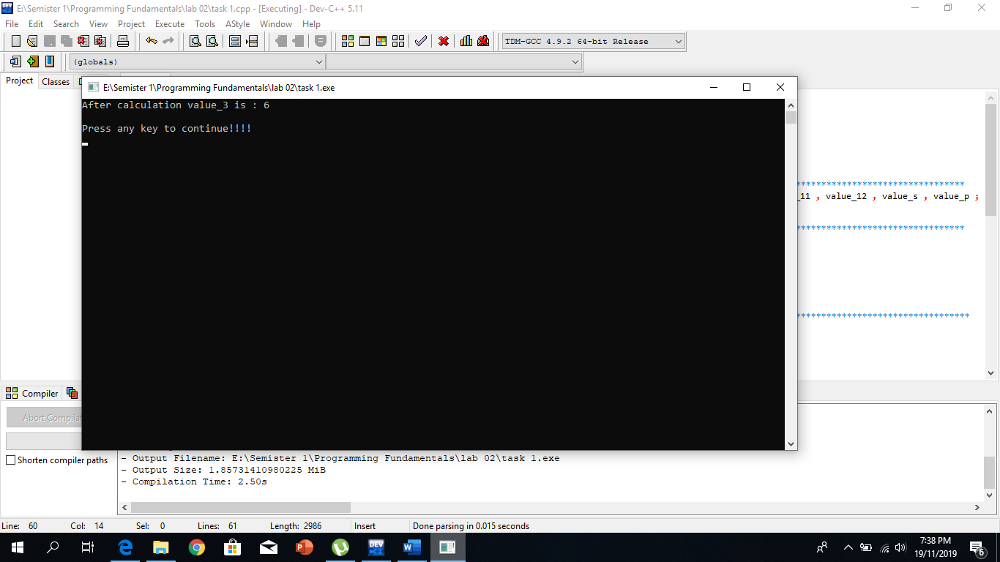 E:\Semister 1\Programming Fundamentals\lab 02\task 1.cpp - [Executing] - Dev-C++ 5.11
File Edit Search View Project Execute Tools AStyle Window Help
TDM-GCC 4.9.2 64-bit Release
(globals)
Project Classes
E:\Semister 1\Programming Fundamentals\lab 02\task 1.exe
After calculation value_3 is : 6
Press any key to continue!!!!
*********************************
_11 , value_12 , value_s , value_p ;
*********************************
**********************************
Compiler
Abort Compilat
Shorten compiler paths
- Output Filename: E:\Semister 1\Programming Fundamentals\lab 02\task 1.exe
- Output Size: 1.85731410980225 MiB
- Compilation Time: 2.50s
Line: 60 Col: 14 Sel: 0 Lines: 61 Length: 2986 Insert Done parsing in 0.015 seconds
7:38 PM
19/11/2019
6